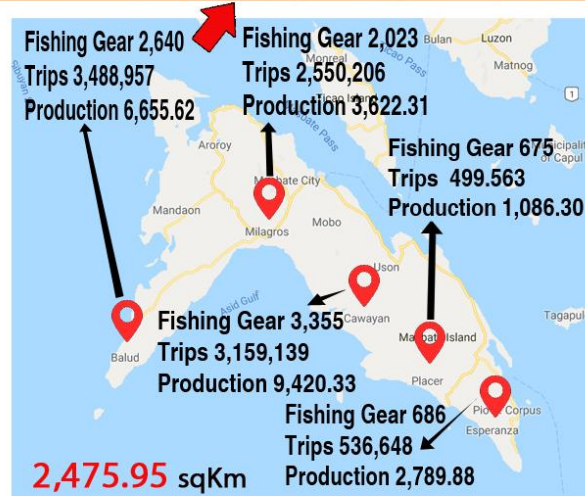 Fishing Gear 2,640
Trips 3,488,957
Production 6,655.62
Fishing Gear 2,023
Trips 2,550,206
Production 3,622.31
Bulan
Luzon
Matnog
Monreal
Ticao Island
Fishing Gear 675
Trips 499.563
Production 1,086.30
of Capul
1
Aroroy
Mandaon
Milagros
Mobo
Uson
Asid Gulf
Cawayan
Balud
Fishing Gear 3,355
Trips 3,159,139
Production 9,420.33
Placer
Esperanza
Fishing Gear 686
Trips 536,648
Production 2,789.88
2,475.95 sqKm